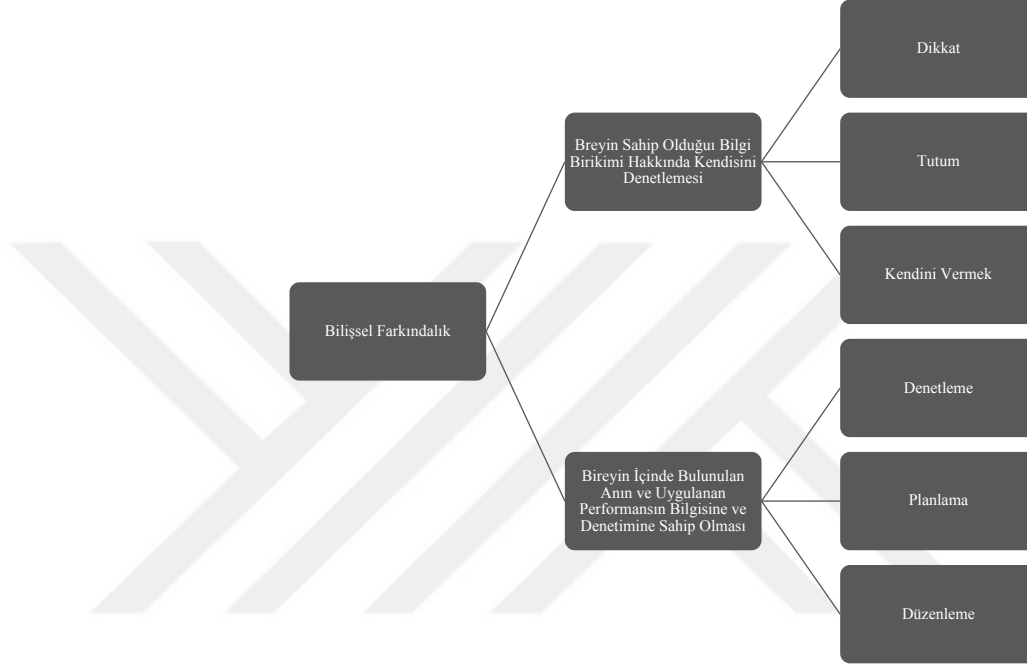 Bilişsel Farkındalık
Breyin Sahip Olduğuı Bilgi
Birikimi Hakkında Kendisini
Denetlemesi
Dikkat
Tutum
Kendini Vermek
Bireyin İçinde Bulunulan
Anın ve Uygulanan
Performansın Bilgisine ve
Denetimine Sahip Olması
Denetleme
Planlama
Düzenleme